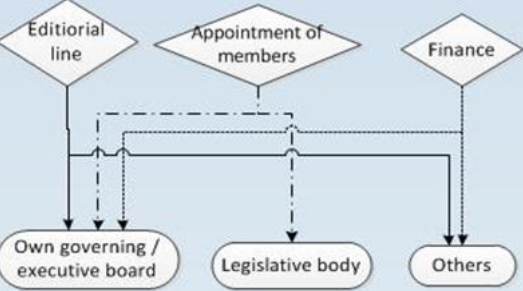 Editiorial
line
Appointment of
members
Finance
Own governing /
executive board
Legislative body
Others